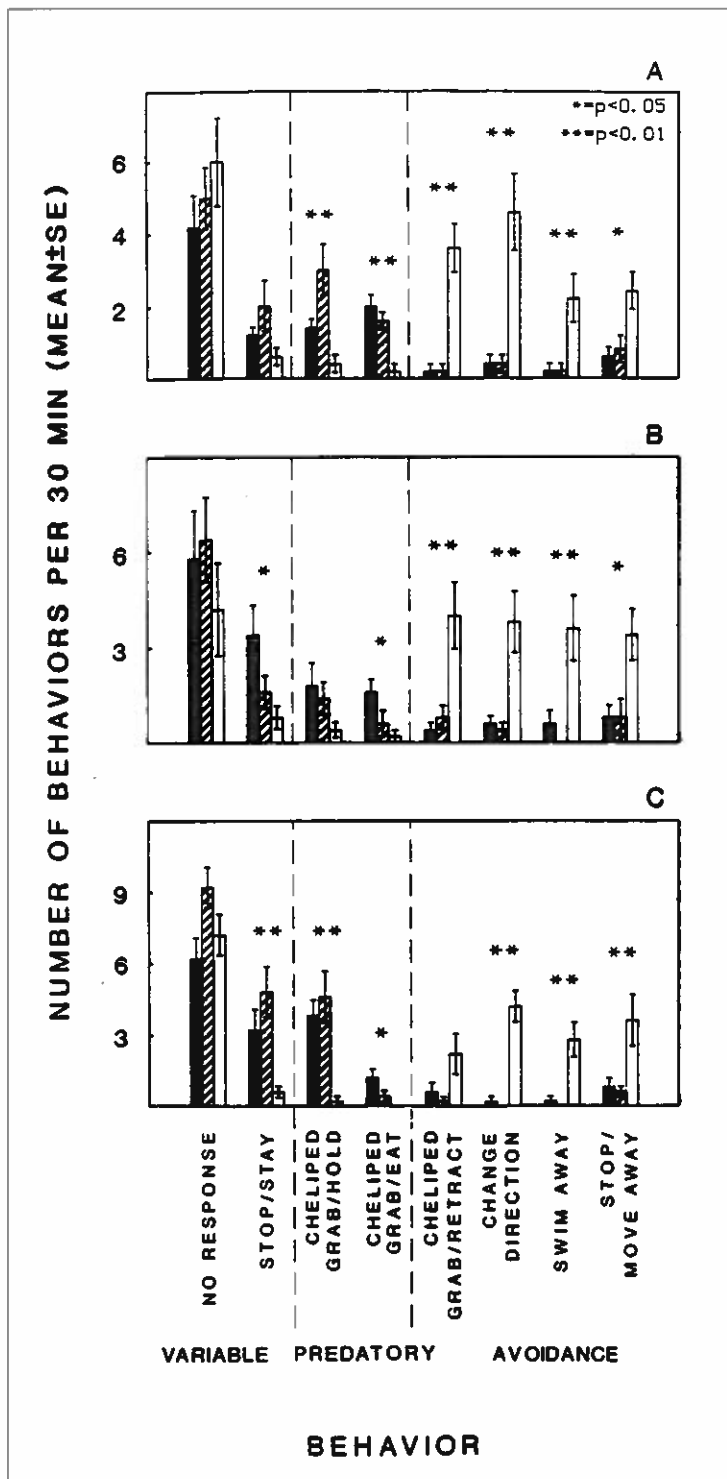 A
*=p<0.05
**=p<0.01
6
4
2
**
**
**
**
**
*
B
6
3
*
*
**
**
**
*
C
9
6
3
**
**
*
**
**
**
NUMBER OF BEHAVIORS PER 30 MIN (MEAN±SE)
NO RESPONSE
STOP/STAY
CHELIPED
GRAB/HOLD
CHELIPED
GRAB/EAT
CHELIPED
GRAB/RETRACT
CHANGE
DIRECTION
SWIM AWAY
STOP/
MOVE AWAY
VARIABLE
PREDATORY
AVOIDANCE
BEHAVIOR